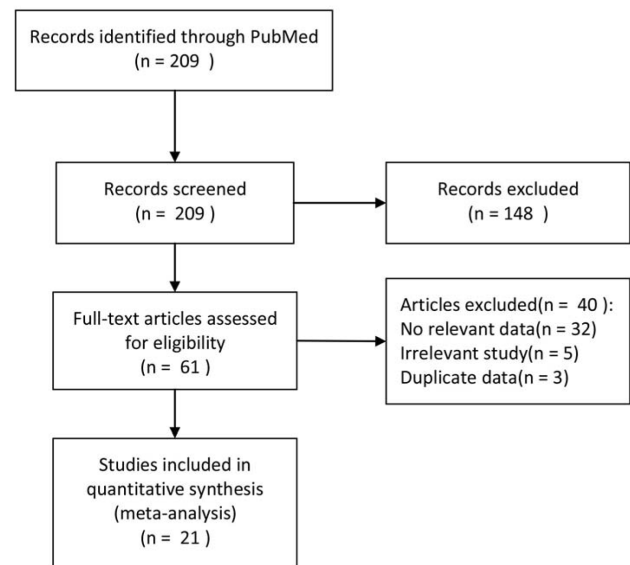 Records identified through PubMed
(n = 209 )
Records screened
(n = 209 )
Records excluded
(n = 148 )
Full-text articles assessed
for eligibility
(n = 61 )
Articles excluded(n = 40 ):
No relevant data(n = 32)
Irrelevant study(n = 5)
Duplicate data(n = 3)
Studies included in
quantitative synthesis
(meta-analysis)
(n = 21 )